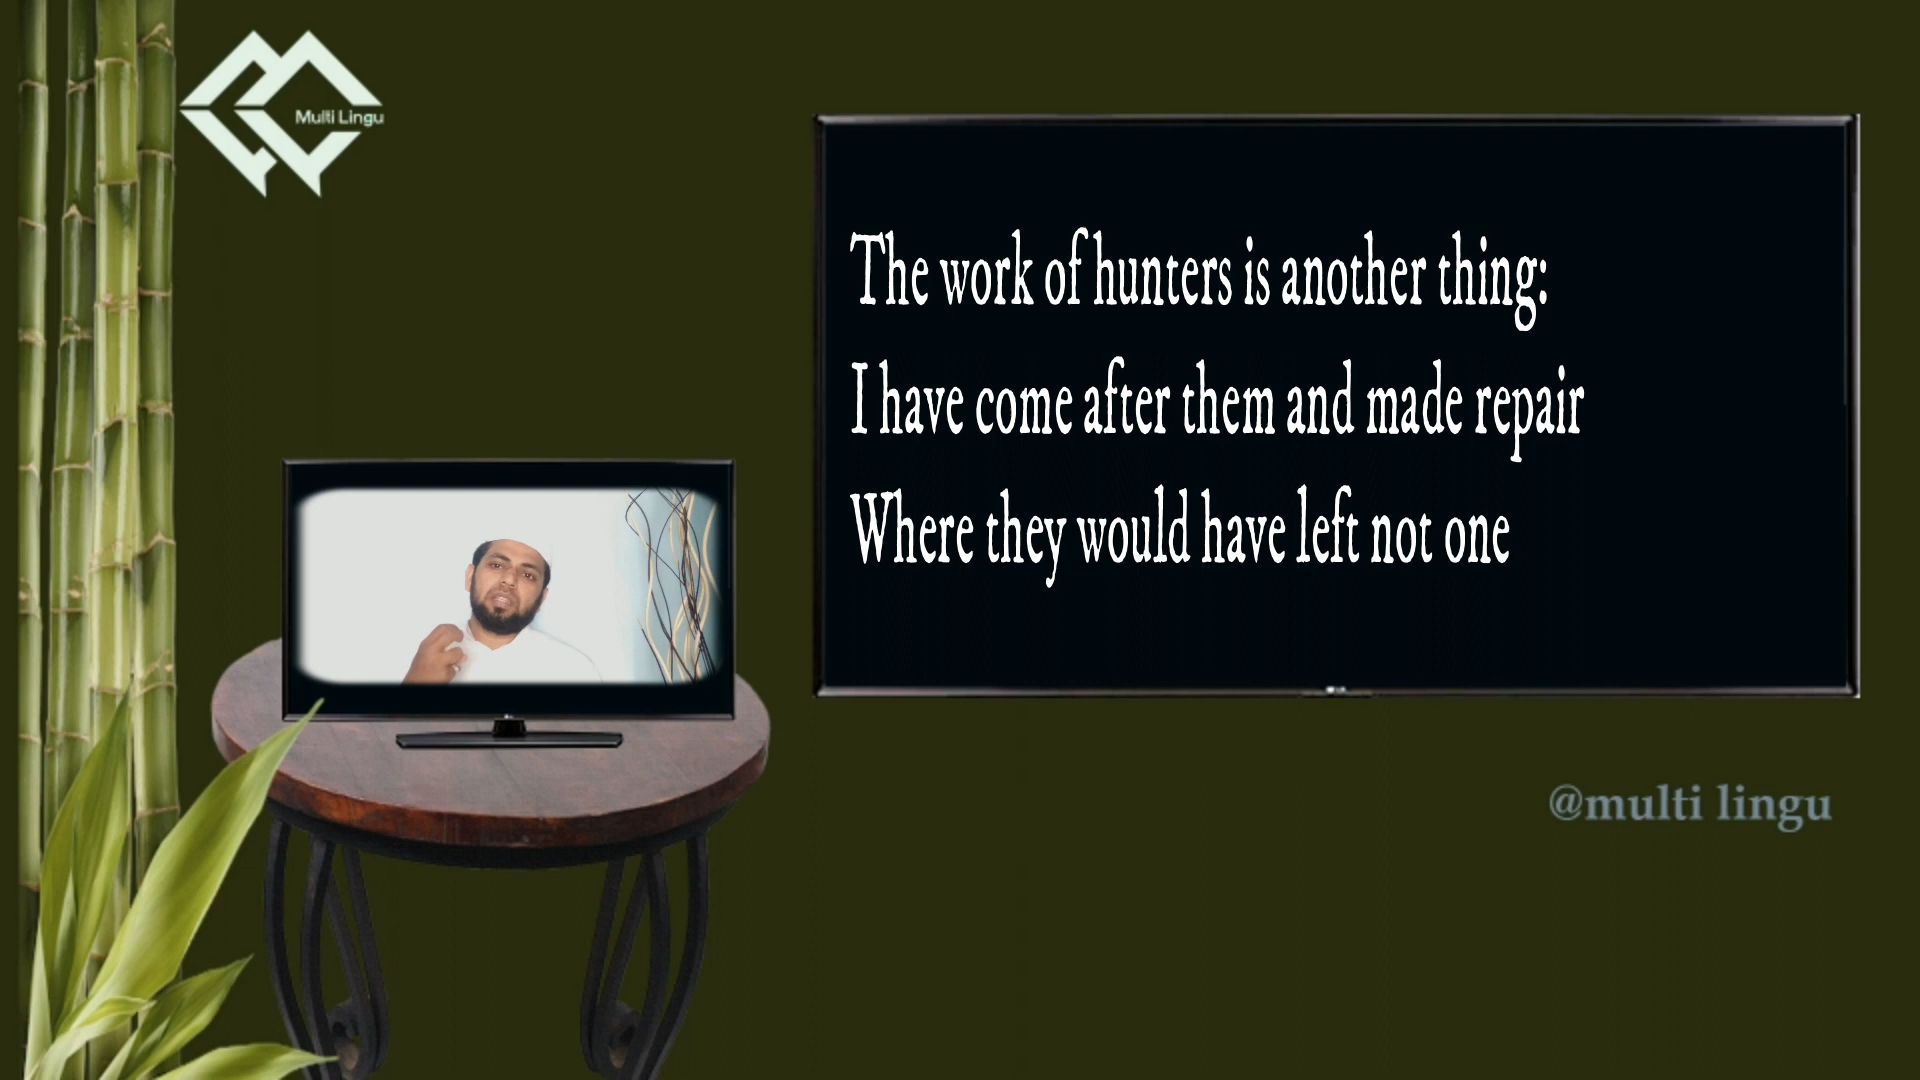 Multi Lingu
The work of hunters is another thing:
I have come after them and made repair
Where they would have left not one
@multi lingu